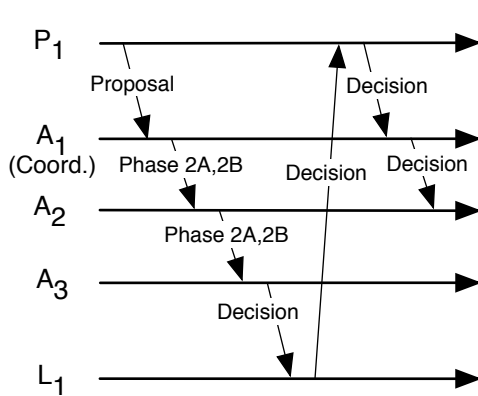 P1
Proposal
Decision
A1
(Coord.)
Phase 2A,2B
Decision
Decision
A2
Phase 2A,2B
A3
Decision
L1